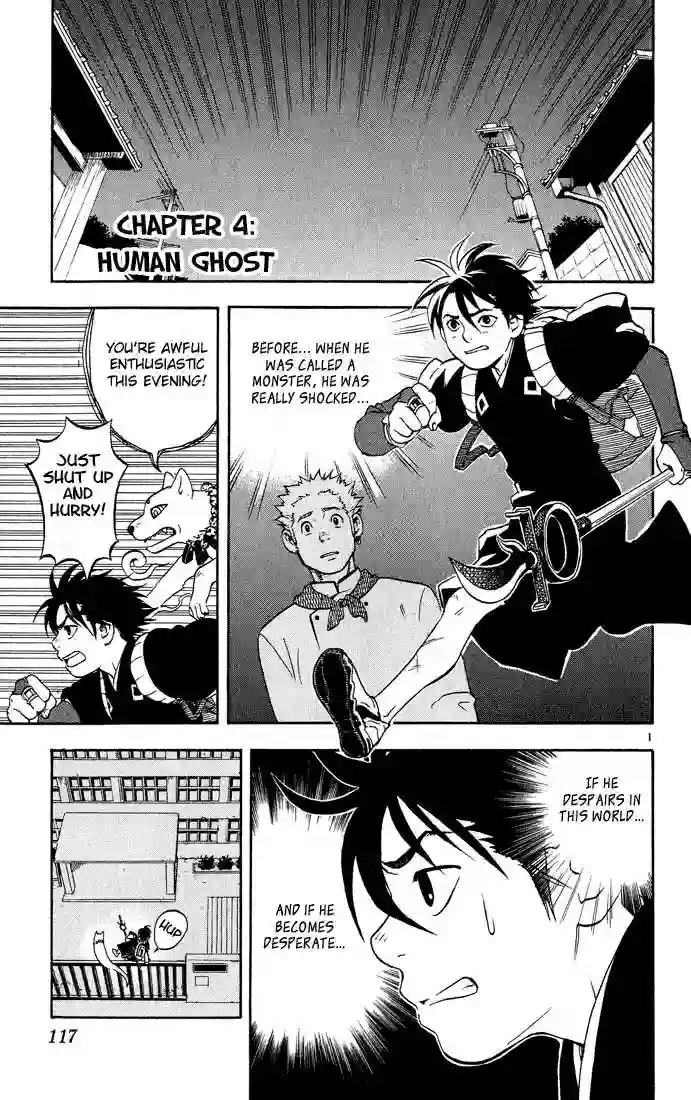 CHAPTER 4:
HUMAN GHOST
BEFORE... WHEN HE
WAS CALLED A
MONSTER, HE WAS
REALLY SHOCKED...
YOU'RE AWFUL
ENTHUSIASTIC
THIS EVENING!
JUST
SHUT UP
AND
HURRY!
1
IF HE
DESPAIRS IN
THIS WORLD...
AND IF HE
BECOMES
DESPERATE...
HUP
117